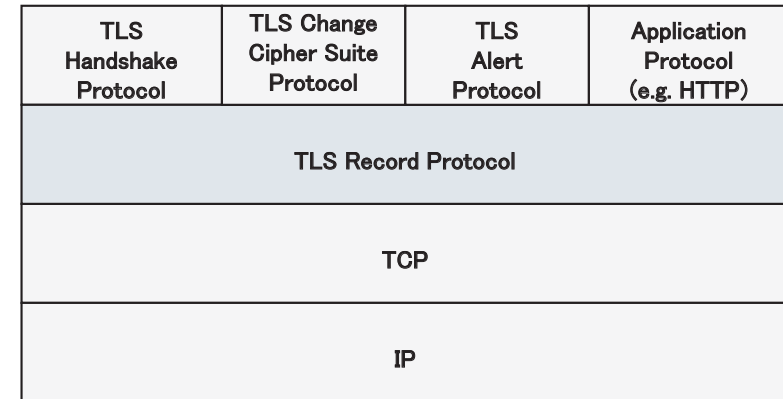 TLS
Handshake
Protocol
TLS Change
Cipher Suite
Protocol
TLS
Alert
Protocol
Application
Protocol
(e.g. HTTP)
TLS Record Protocol
TCP
IP